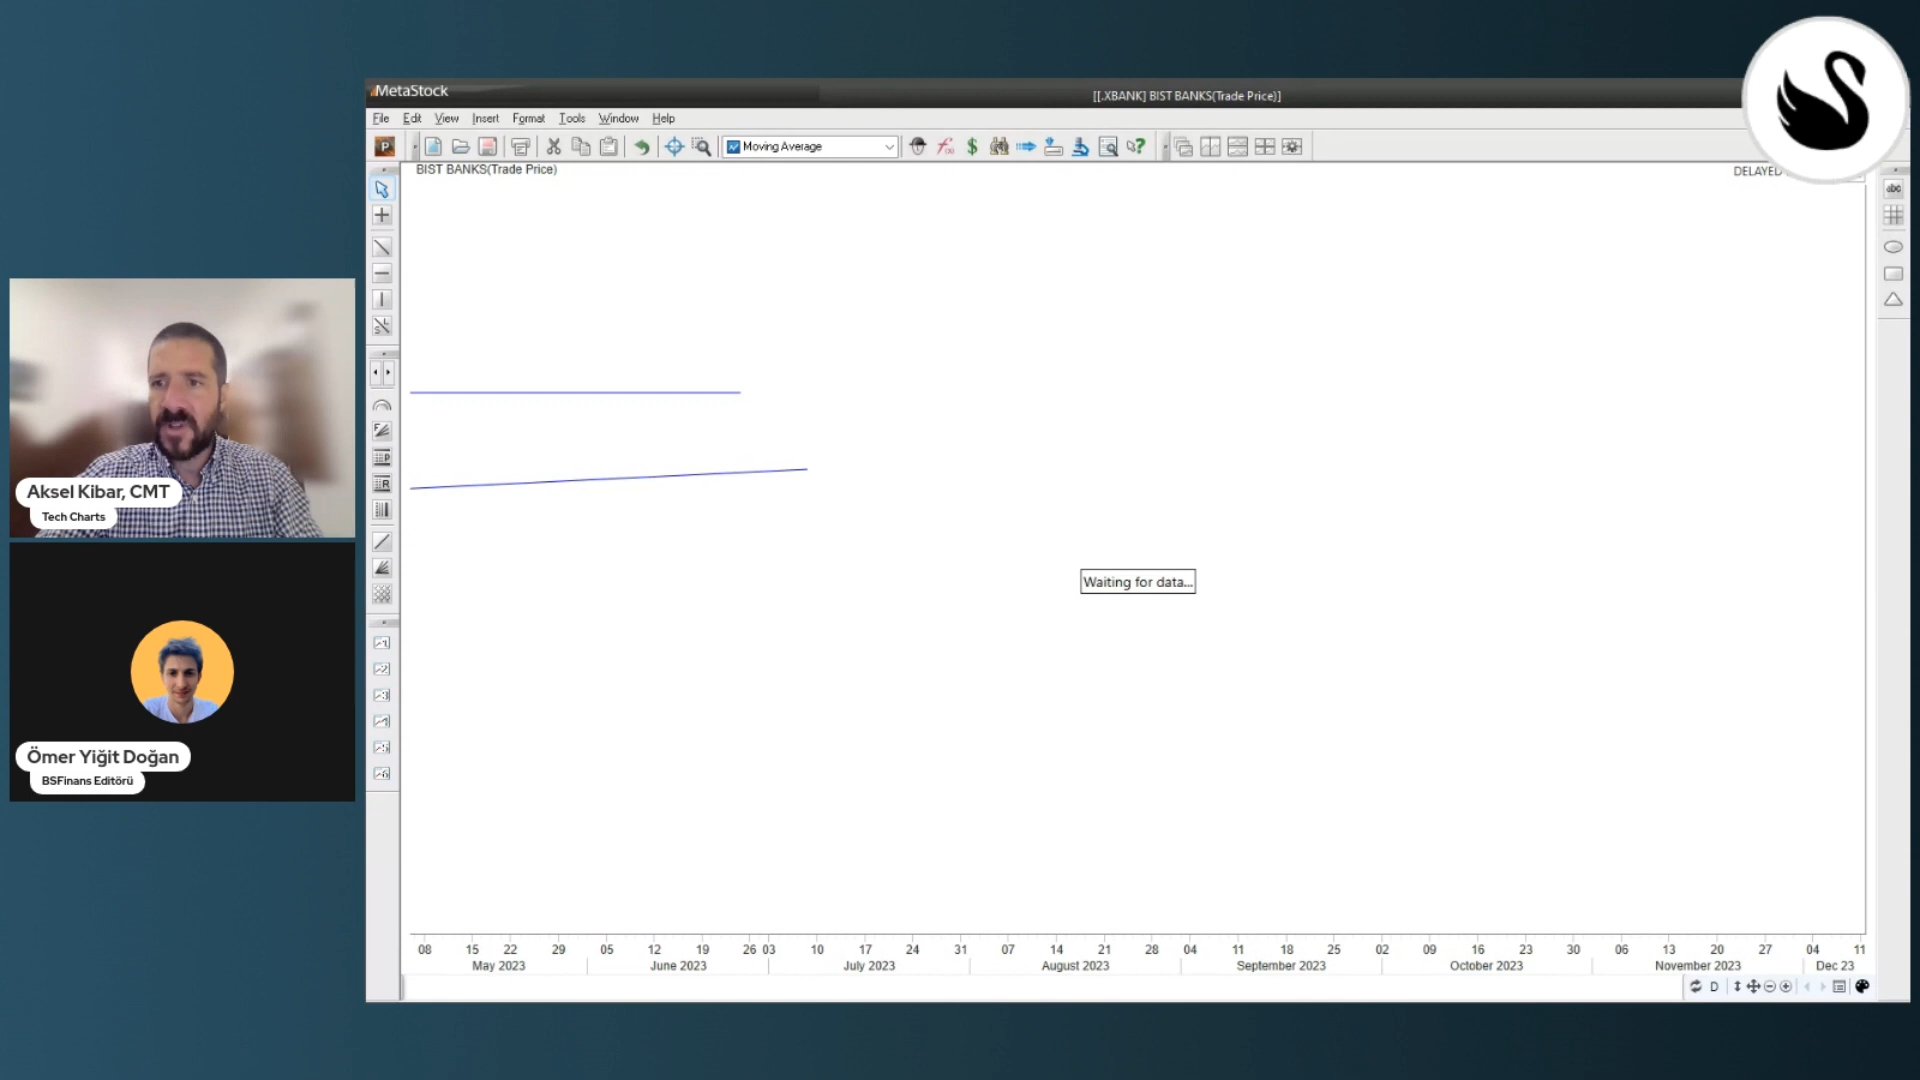 MetaStock
[[.XBANK] BIST BANKS(Trade Price)]
File Edit View Insert Format Tools Window Help
P Moving Average
BIST BANKS(Trade Price)
DELAYED
abc
Aksel Kibar, CMT
Tech Charts
Ömer Yiğit Doğan
BSFinans Editörü
Waiting for data...
08 15 22 29 05 12 19 26 03 10 17 24 31 07 14 21 28 04 11 18 25 02 09 16 23 30 06 13 20 27 04 11
May 2023 June 2023 July 2023 August 2023 September 2023 October 2023 November 2023 Dec 23
D